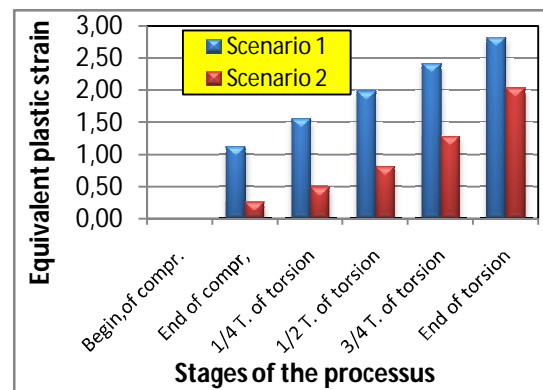 Equivalent plastic strain
3,00
2,50
2,00
1,50
1,00
0,50
0,00
Scenario 1
Scenario 2
Begin,of compr.
End of compr,
1/4 T. of torsion
1/2 T. of torsion
3/4 T. of torsion
End of torsion
Stages of the processus